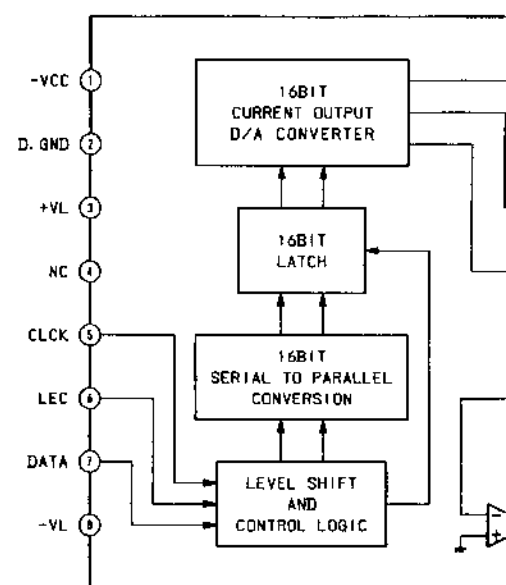 -VCC 1
D.GND 2
+VL 3
NC 4
CLCK 5
LEC 6
DATA 7
-VL 8
16BIT
CURRENT OUTPUT
D/A CONVERTER
16BIT
LATCH
16BIT
SERIAL TO PARALLEL
CONVERSION
LEVEL SHIFT
AND
CONTROL LOGIC
-
+